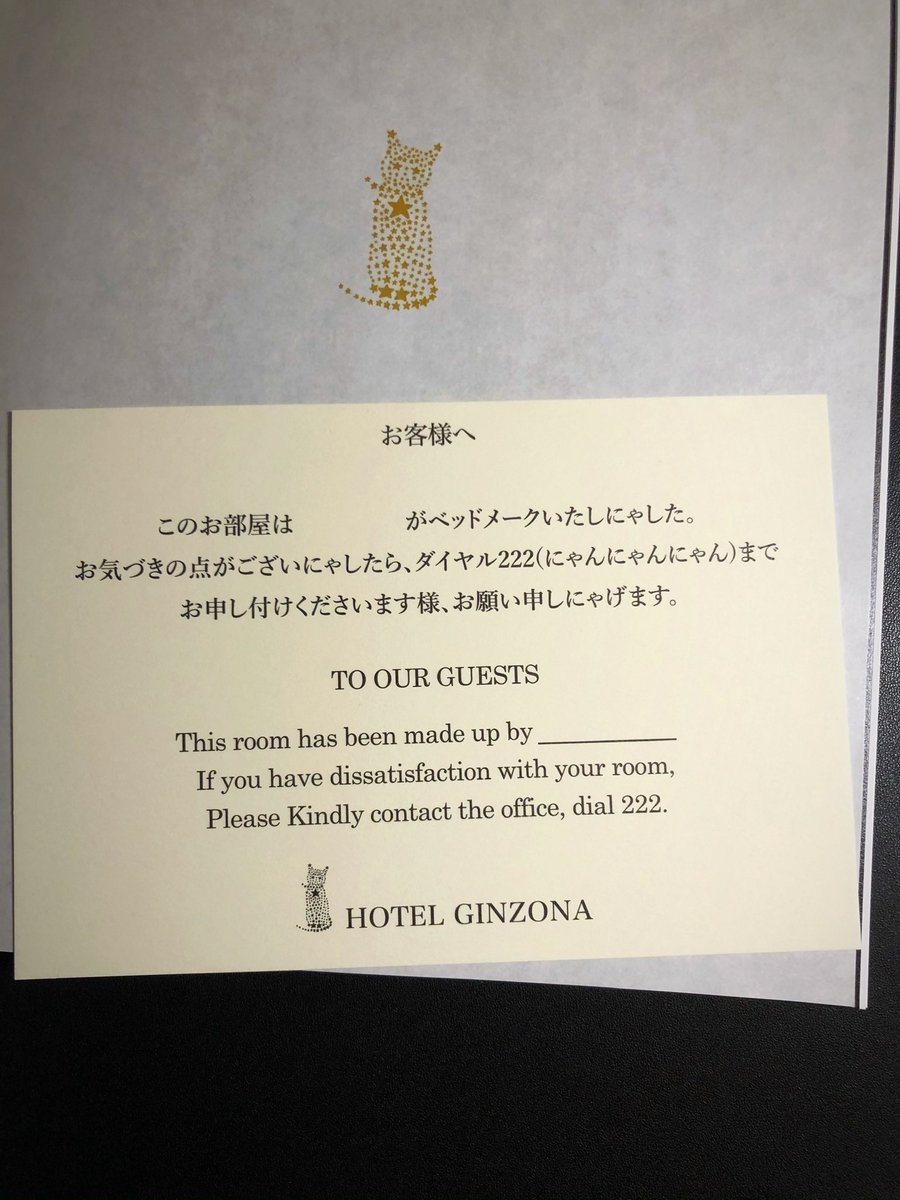 お客様へ
このお部屋は　　　　　がベッドメークいたしにゃした。
お気づきの点がございにゃしたら、ダイヤル222(にゃんにゃんにゃん)まで
お申し付けくださいます様、お願い申しにゃげます。
TO OUR GUESTS
This room has been made up by ___________
If you have dissatisfaction with your room,
Please Kindly contact the office, dial 222.
HOTEL GINZONA